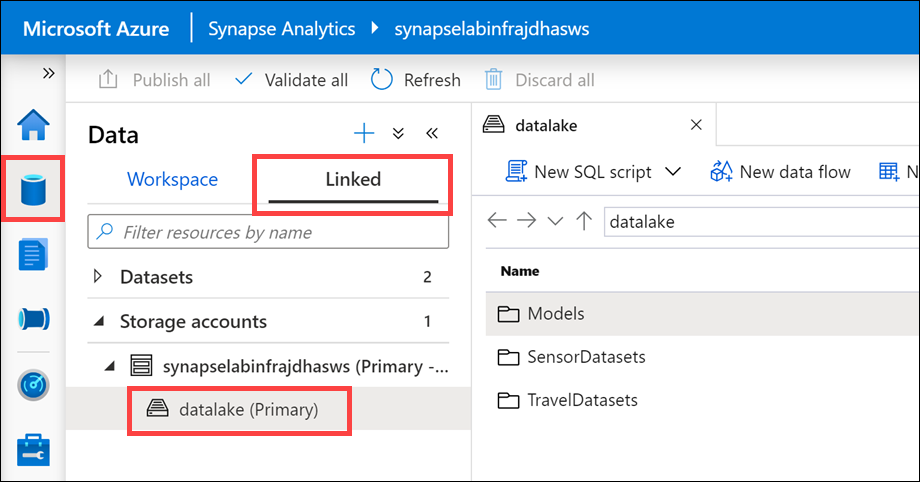 Microsoft Azure Synapse Analytics synapselabinfrajdhasws
Publish all Validate all Refresh Discard all
Data
Workspace Linked
Filter resources by name
Datasets 2
Storage accounts 1
synapselabinfrajdhasws (Primary -...
datalake (Primary)
datalake
New SQL script New data flow N
datalake
Name
Models
SensorDatasets
TravelDatasets